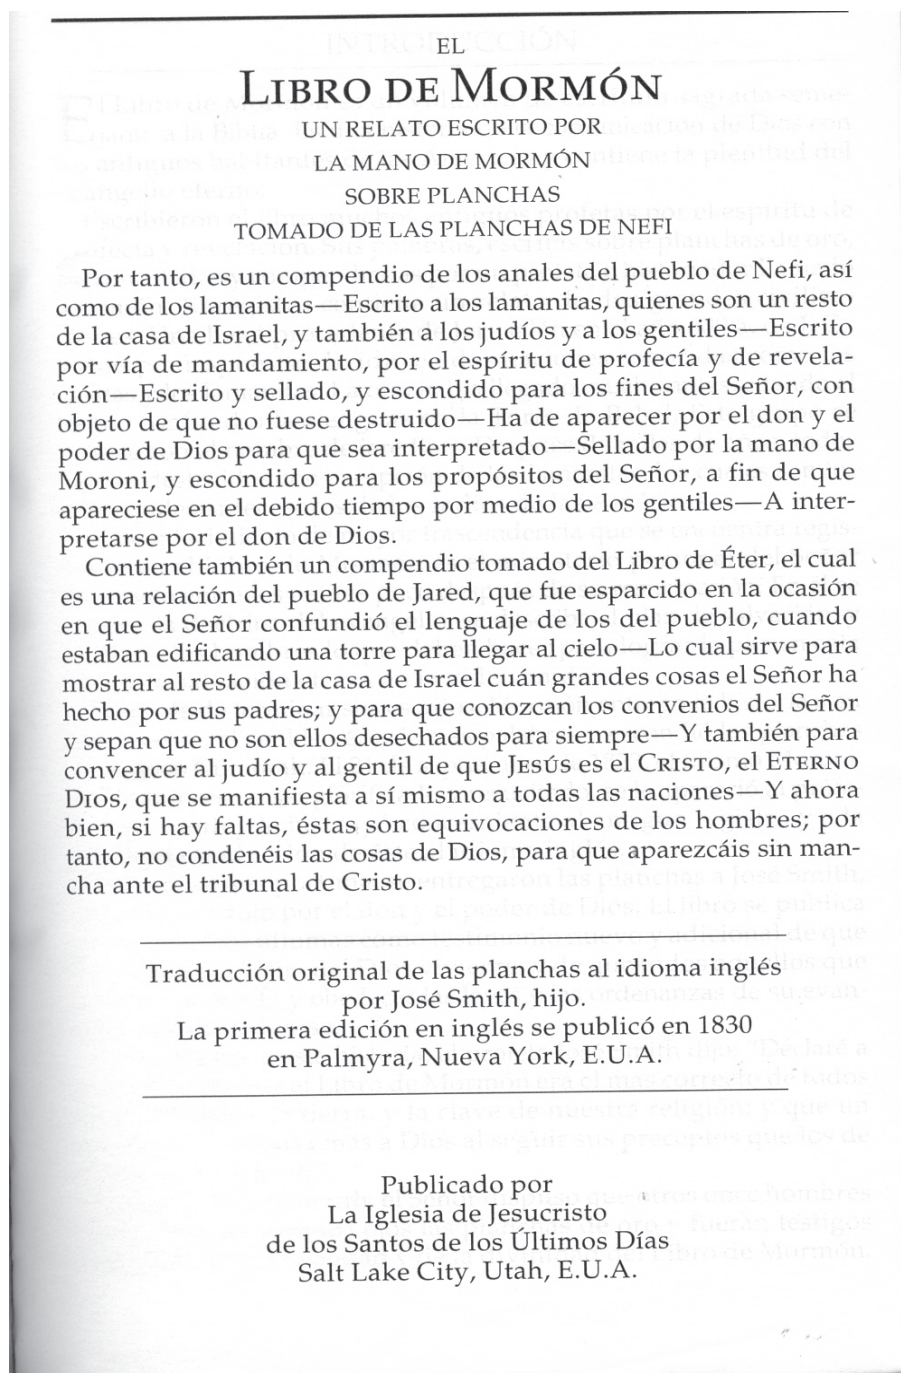 EL
LIBRO DE MORMÓN
UN RELATO ESCRITO POR
LA MANO DE MORMÓN
SOBRE PLANCHAS
TOMADO DE LAS PLANCHAS DE NEFI
Por tanto, es un compendio de los anales del pueblo de Nefi, así
como de los lamanitas—Escrito a los lamanitas, quienes son un resto
de la casa de Israel, y también a los judíos y a los gentiles—Escrito
por vía de mandamiento, por el espíritu de profecía y de revela-
ción—Escrito y sellado, y escondido para los fines del Señor, con
objeto de que no fuese destruido—Ha de aparecer por el don y el
poder de Dios para que sea interpretado—Sellado por la mano de
Moroni, y escondido para los propósitos del Señor, a fin de que
apareciese en el debido tiempo por medio de los gentiles—A inter-
pretarse por el don de Dios.
Contiene también un compendio tomado del Libro de Éter, el cual
es una relación del pueblo de Jared, que fue esparcido en la ocasión
en que el Señor confundió el lenguaje de los del pueblo, cuando
estaban edificando una torre para llegar al cielo—Lo cual sirve para
mostrar al resto de la casa de Israel cuán grandes cosas el Señor ha
hecho por sus padres; y para que conozcan los convenios del Señor
y sepan que no son ellos desechados para siempre—Y también para
convencer al judío y al gentil de que JESÚS es el CRISTO, el ETERNO
DIOS, que se manifiesta a sí mismo a todas las naciones—Y ahora
bien, si hay faltas, éstas son equivocaciones de los hombres; por
tanto, no condenéis las cosas de Dios, para que aparezcáis sin man-
cha ante el tribunal de Cristo.
Traducción original de las planchas al idioma inglés
por José Smith, hijo.
La primera edición en inglés se publicó en 1830
en Palmyra, Nueva York, E.U.A.
Publicado por
La Iglesia de Jesucristo
de los Santos de los Últimos Días
Salt Lake City, Utah, E.U.A.